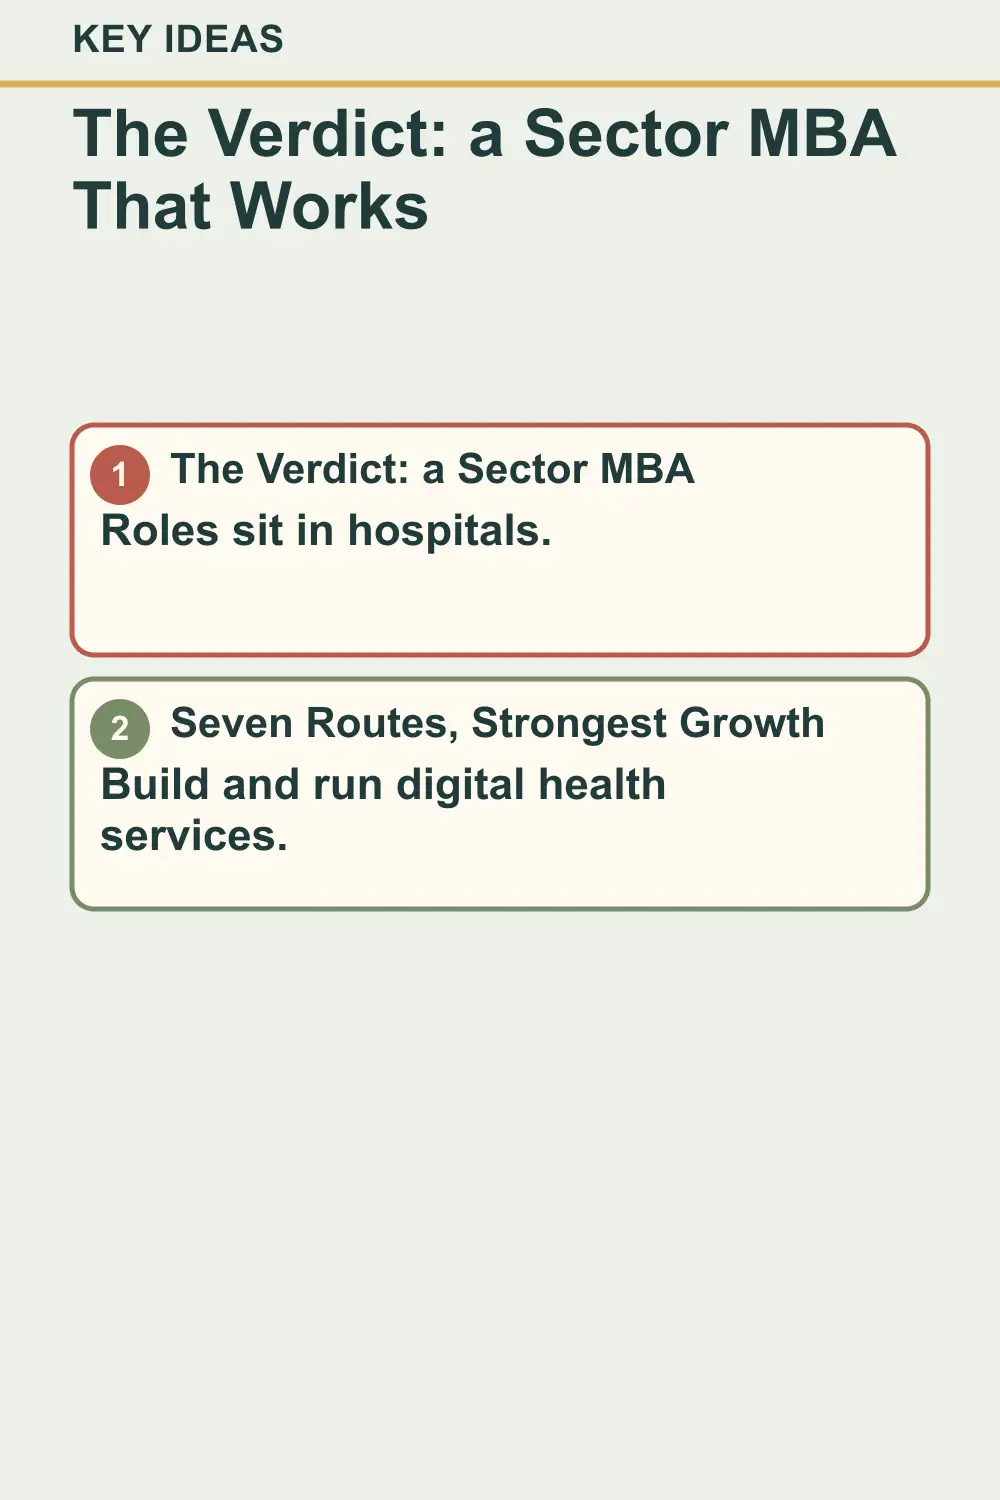 KEY IDEAS
The Verdict: a Sector MBA
That Works
1 The Verdict: a Sector MBA
Roles sit in hospitals.
2 Seven Routes, Strongest Growth
Build and run digital health
services.